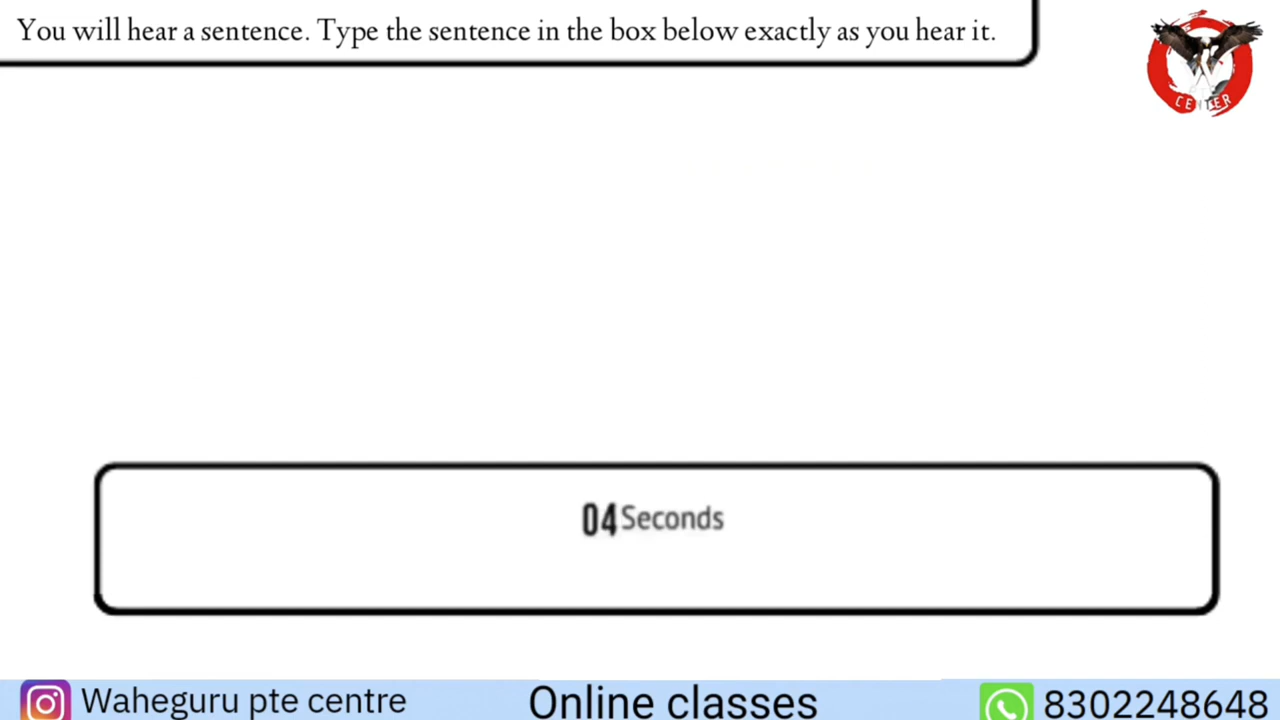 You will hear a sentence. Type the sentence in the box below exactly as you hear it.
CENTER
04 Seconds
Waheguru pte centre
Online classes
8302248648